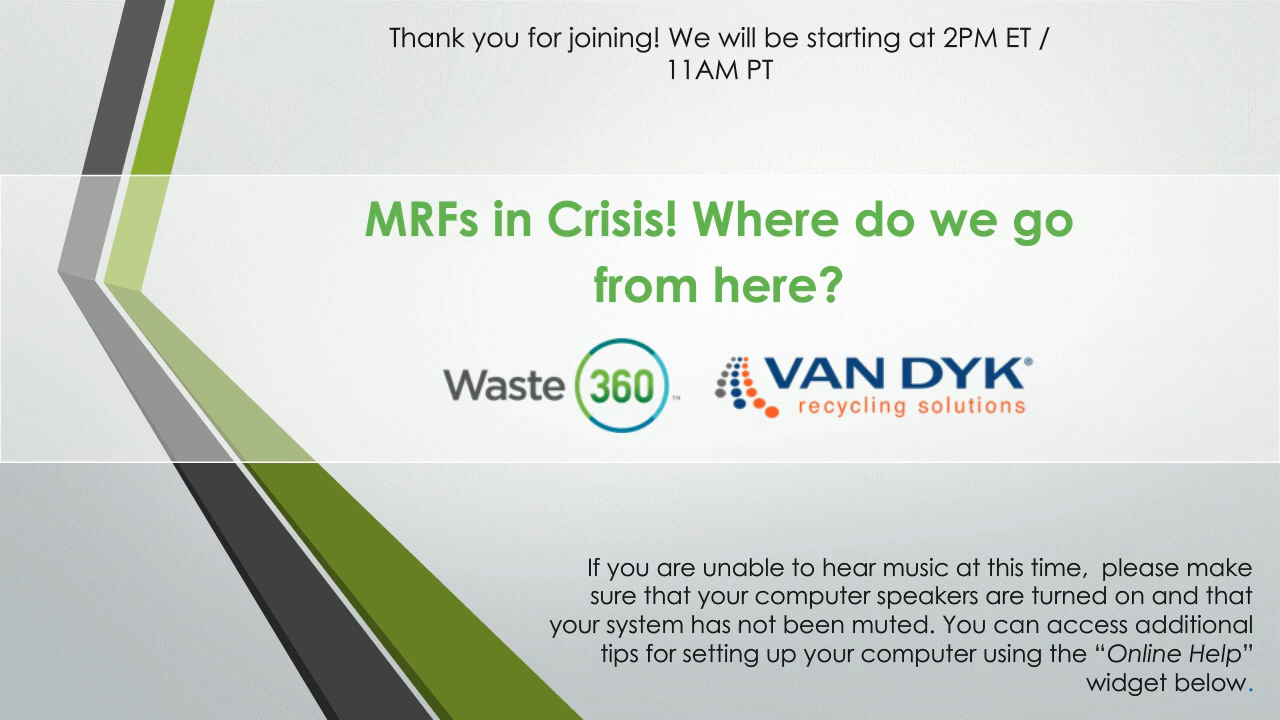 Thank you for joining! We will be starting at 2PM ET /
11AM PT
MRFs in Crisis! Where do we go
from here?
Waste 360 ™
VAN DYK®
recycling solutions
If you are unable to hear music at this time,  please make
sure that your computer speakers are turned on and that
your system has not been muted. You can access additional
tips for setting up your computer using the “Online Help”
widget below.